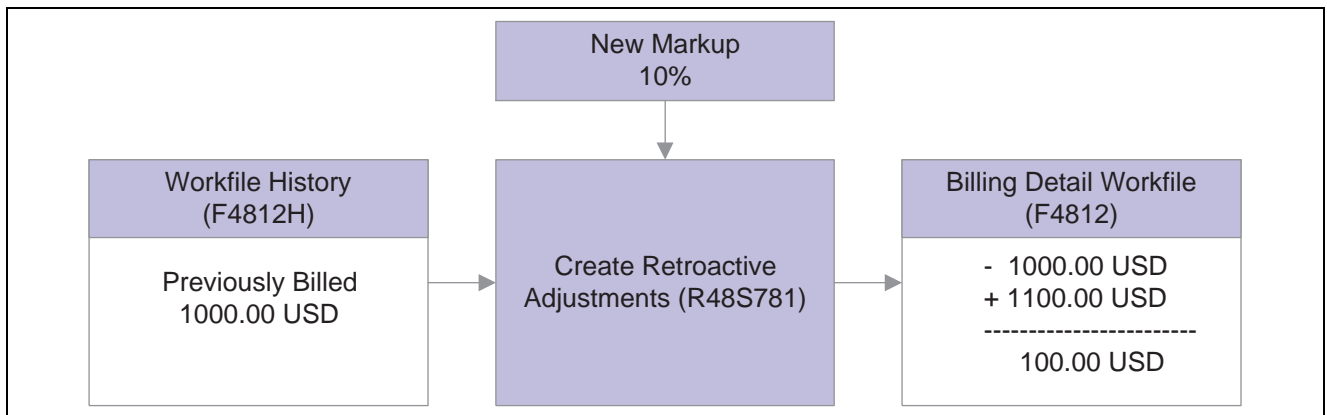 New Markup
10%
Workfile History
(F4812H)
Previously Billed
1000.00 USD
Create Retroactive
Adjustments (R48S781)
Billing Detail Workfile
(F4812)
- 1000.00 USD
+ 1100.00 USD
------------------------
100.00 USD